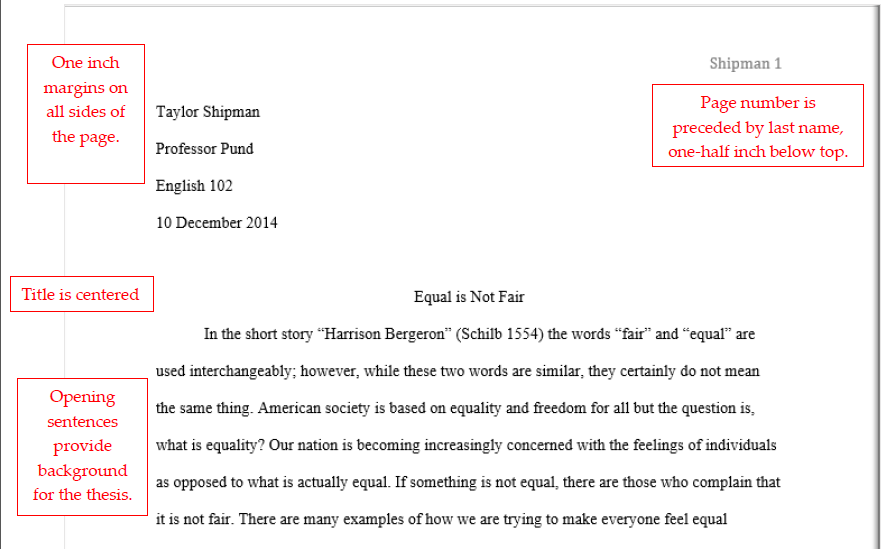 Shipman 1
One inch
margins on
all sides of
the page.
Page number is
preceded by last name,
one-half inch below top.
Taylor Shipman
Professor Pund
English 102
10 December 2014
Title is centered
Equal is Not Fair
In the short story “Harrison Bergeron” (Schilb 1554) the words “fair” and “equal” are
used interchangeably; however, while these two words are similar, they certainly do not mean
the same thing. American society is based on equality and freedom for all but the question is,
what is equality? Our nation is becoming increasingly concerned with the feelings of individuals
as opposed to what is actually equal. If something is not equal, there are those who complain that
it is not fair. There are many examples of how we are trying to make everyone feel equal
Opening
sentences
provide
background
for the thesis.